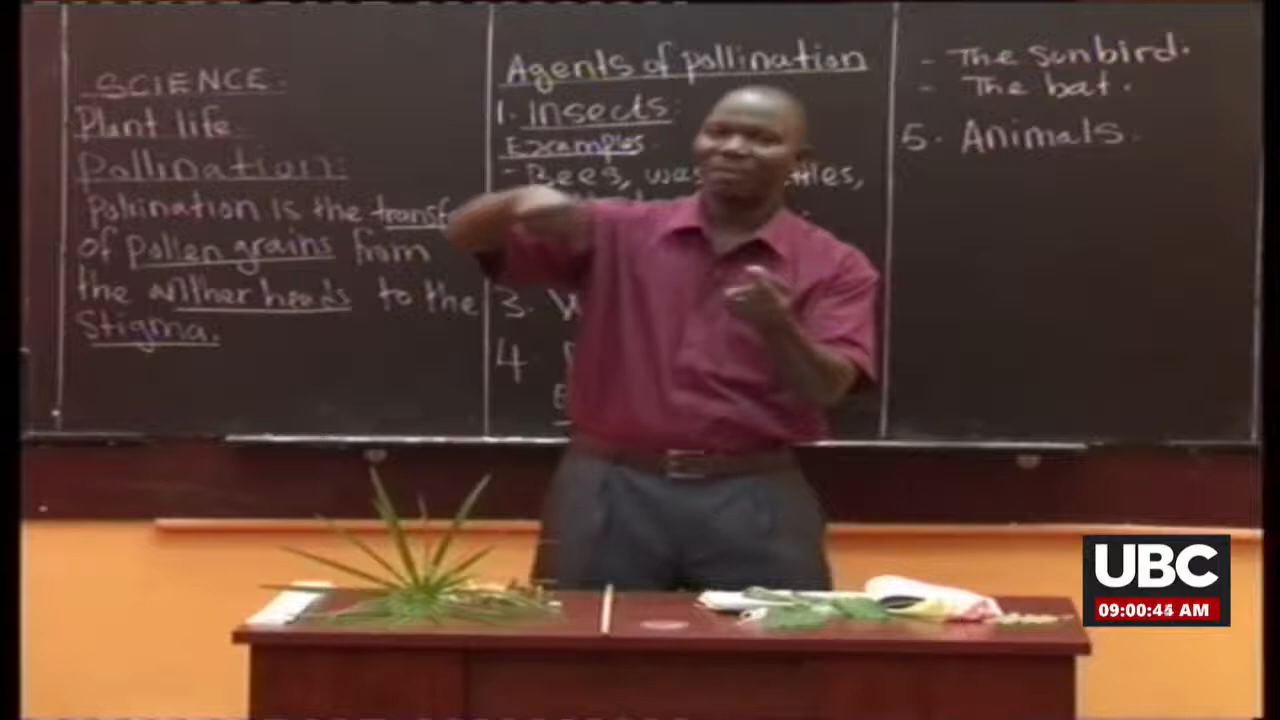 SCIENCE.
Plant life.
Pollination:
Pollination is the transf
of pollen grains from
the anther heads to the
Stigma.
Agents of pollination
1. Insects:
Examples
- Bees,
3.
4.
- The sunbird.
- The bat.
5. Animals.
UBC
09:00:44 AM